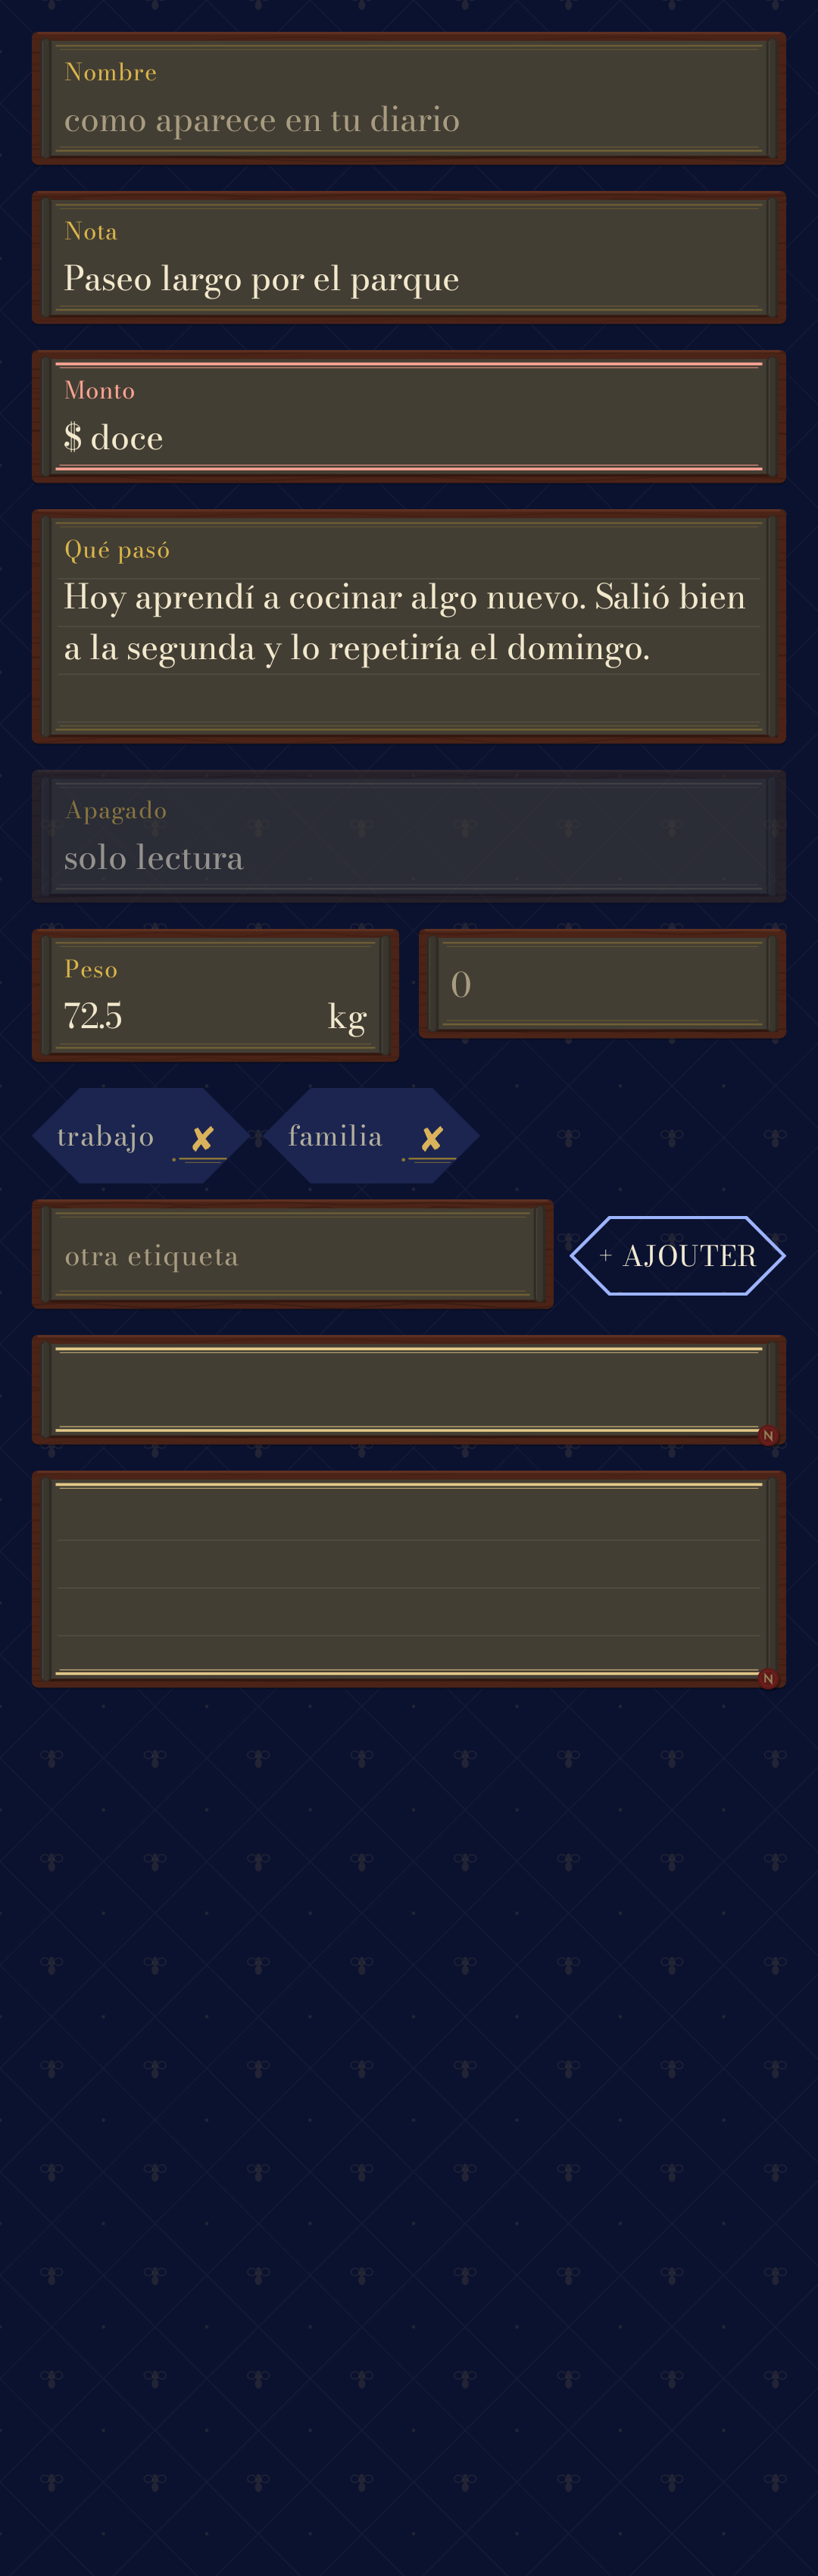 Nombre
como aparece en tu diario
Nota
Paseo largo por el parque
Monto
$ doce
Qué pasó
Hoy aprendí a cocinar algo nuevo. Salió bien
a la segunda y lo repetiría el domingo.
Apagado
solo lectura
Peso
72.5 kg
0
trabajo ✘ familia ✘
otra etiqueta
+ AJOUTER
N
N